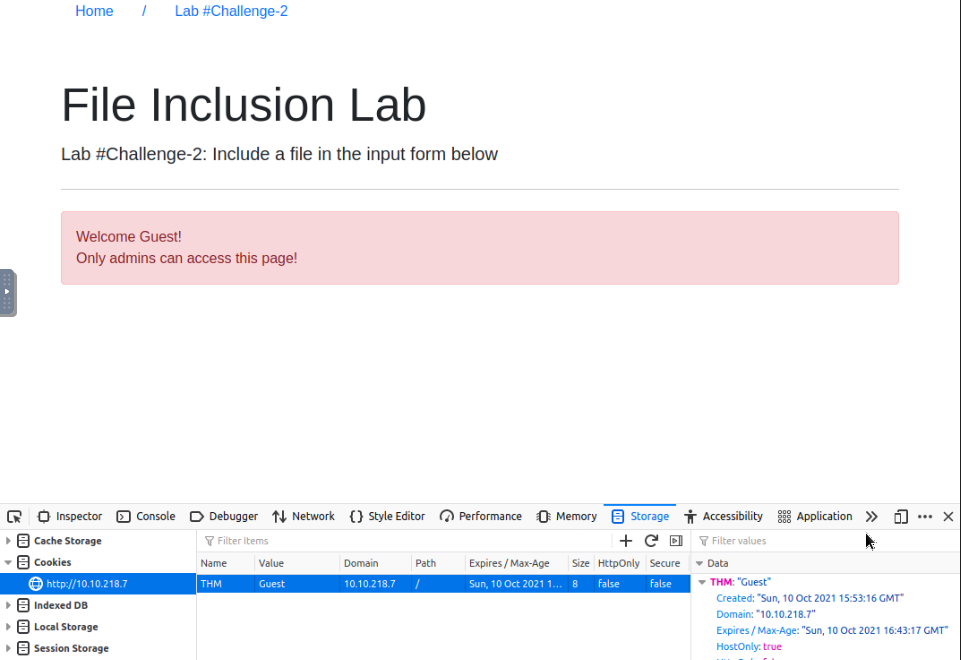 Home / Lab #Challenge-2
File Inclusion Lab
Lab #Challenge-2: Include a file in the input form below
Welcome Guest!
Only admins can access this page!
Inspector Console Debugger Network Style Editor Performance Memory Storage Accessibility Application
Cache Storage
Cookies
http://10.10.218.7
Indexed DB
Local Storage
Session Storage
Filter Items
Name Value Domain Path Expires / Max-Age Size HttpOnly Secure
THM Guest 10.10.218.7 / Sun, 10 Oct 2021 1... 8 false false
Filter values
Data
THM: "Guest"
Created: "Sun, 10 Oct 2021 15:53:16 GMT"
Domain: "10.10.218.7"
Expires / Max-Age: "Sun, 10 Oct 2021 16:43:17 GMT"
HostOnly: true